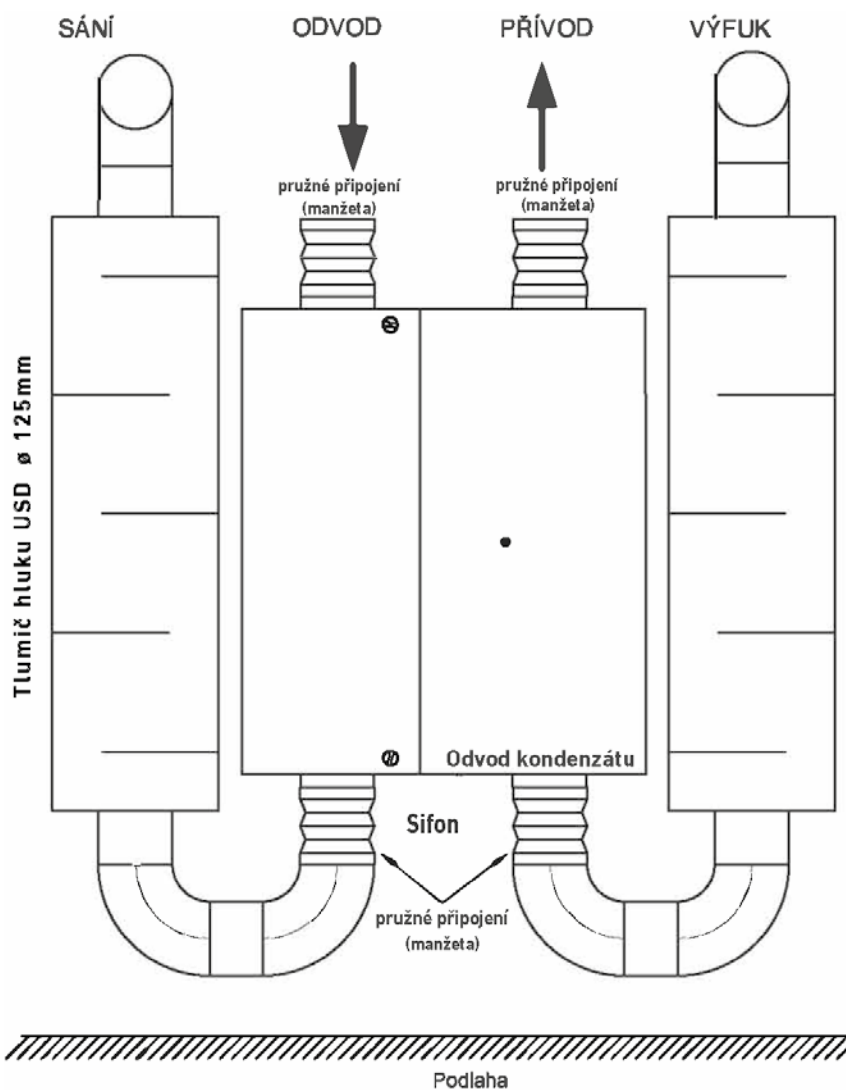 SÁNÍ
ODVOD
PŘÍVOD
VÝFUK
pružné připojení
(manžeta)
pružné připojení
(manžeta)
Tlumič hluku USD ø 125mm
Odvod kondenzátu
Sifon
pružné připojení
(manžeta)
Podlaha